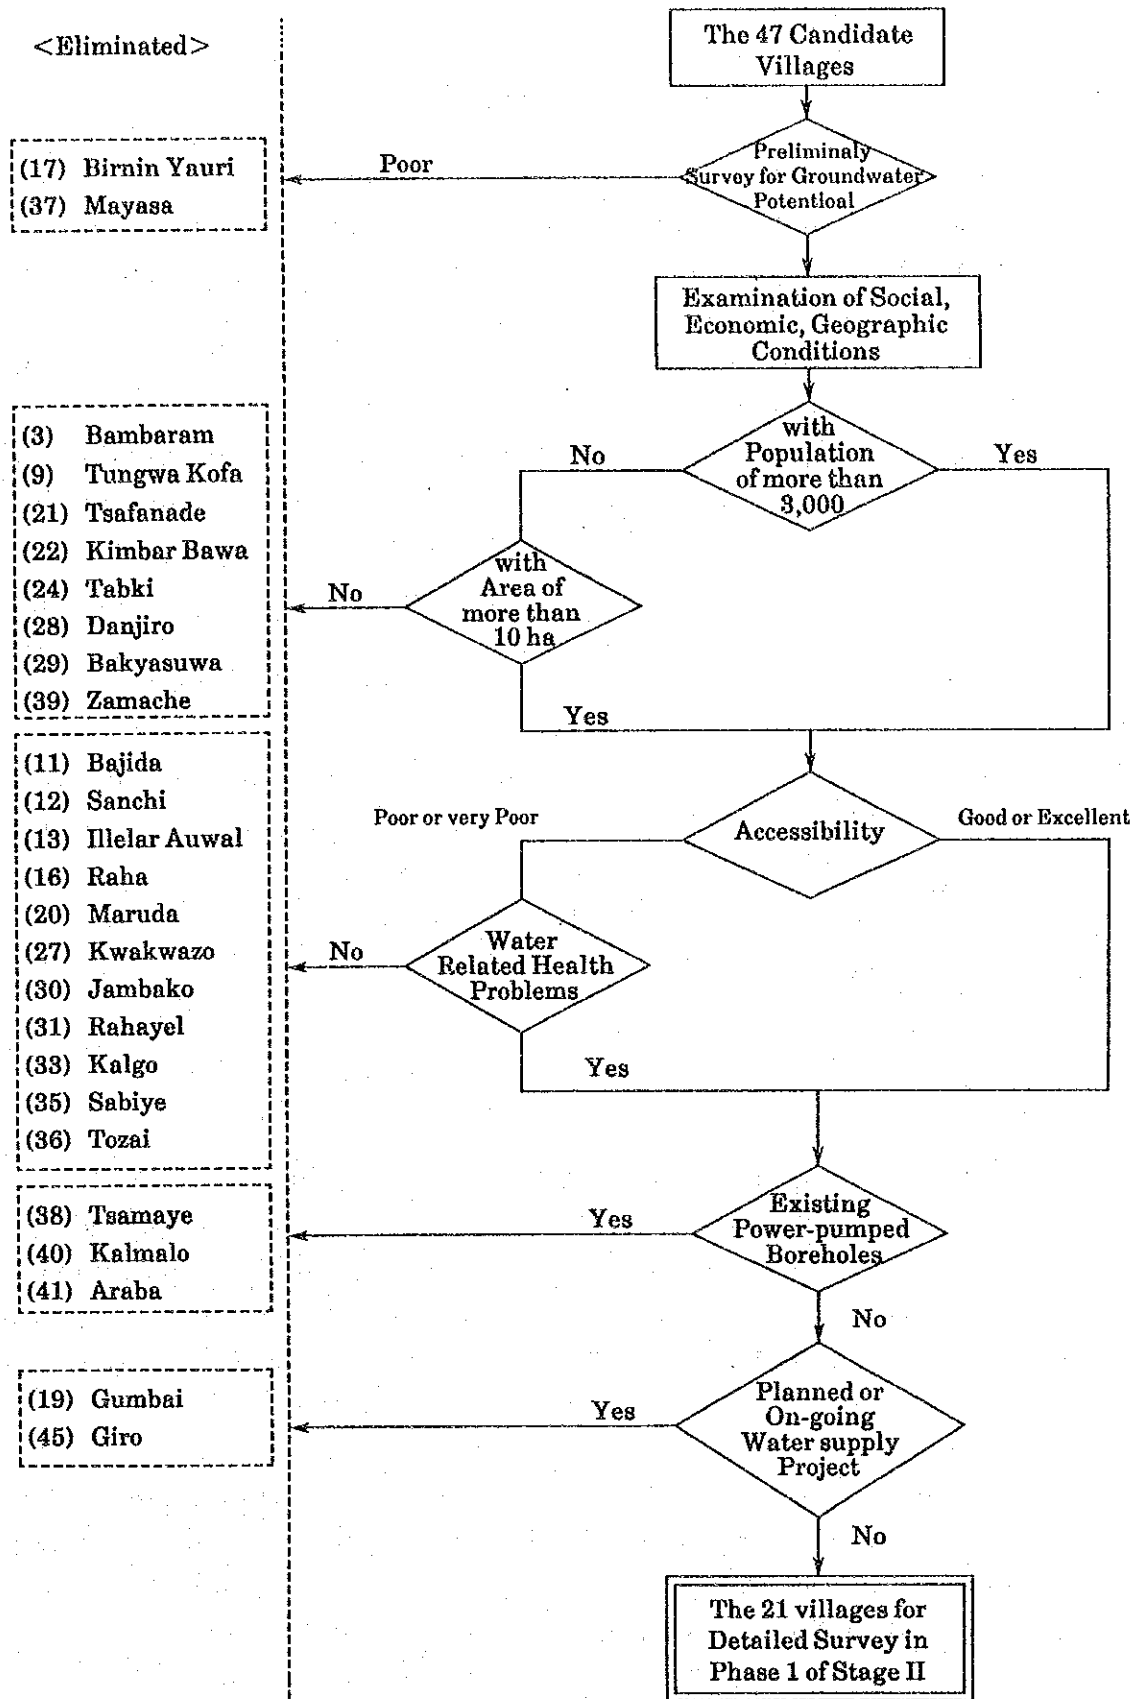 <Eliminated>
The 47 Candidate
Villages
Preliminaly
Survey for Groundwater
Potentioal
Poor
(17) Birnin Yauri
(37) Mayasa
Examination of Social,
Economic, Geographic
Conditions
with
Population
of more than
3,000
No
Yes
with
Area of
more than
10 ha
No
Yes
(3) Bambaram
(9) Tungwa Kofa
(21) Tsafanade
(22) Kimbar Bawa
(24) Tabki
(28) Danjiro
(29) Bakyasuwa
(39) Zamache
Accessibility
Poor or very Poor
Good or Excellent
Water
Related Health
Problems
No
Yes
(11) Bajida
(12) Sanchi
(13) Illelar Auwal
(16) Raha
(20) Maruda
(27) Kwakwazo
(30) Jambako
(31) Rahayel
(33) Kalgo
(35) Sabiye
(36) Tozai
Existing
Power-pumped
Boreholes
Yes
No
(38) Tsamaye
(40) Kalmalo
(41) Araba
Planned or
On-going
Water supply
Project
Yes
No
(19) Gumbai
(45) Giro
The 21 villages for
Detailed Survey in
Phase 1 of Stage II